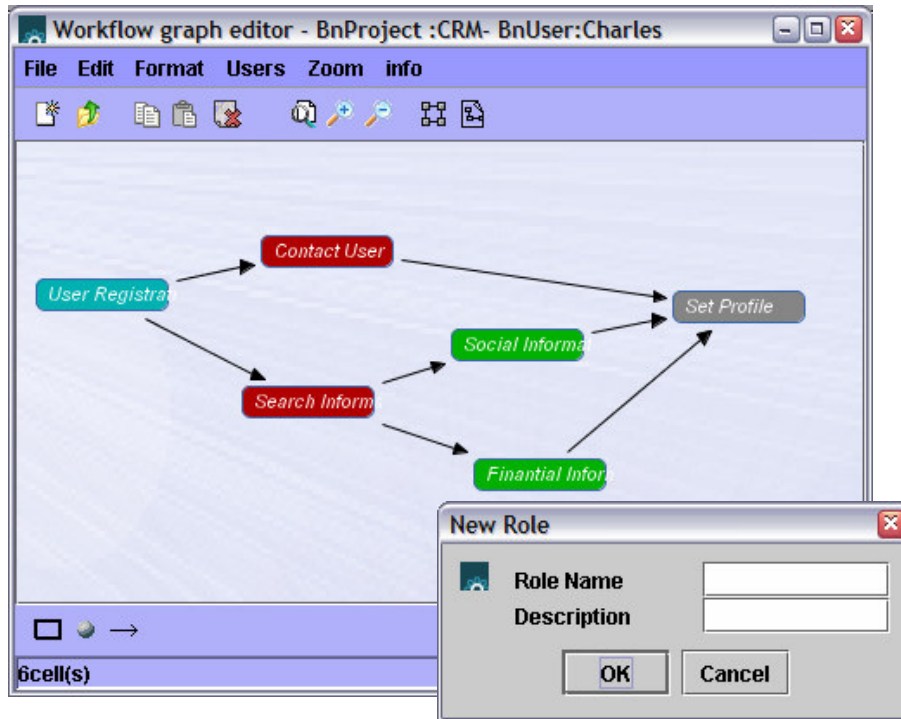 Workflow graph editor - BnProject :CRM- BnUser:Charles
File Edit Format Users Zoom info
Contact User
User Registrat
Set Profile
Social Informa
Search Inform
Finantial Infor
New Role
Role Name
Description
OK Cancel
6cell(s)